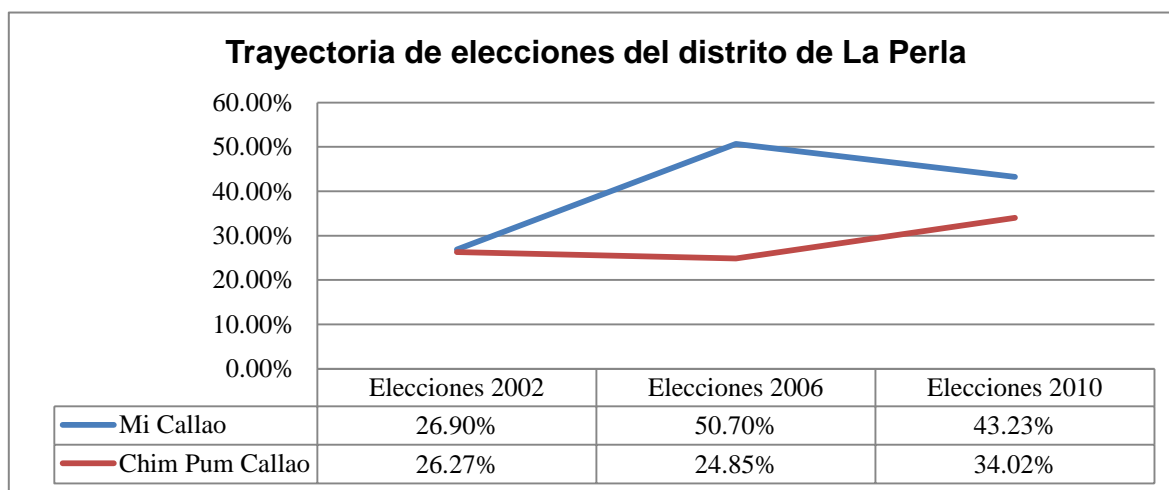 Trayectoria de elecciones del distrito de La Perla
60.00%
50.00%
40.00%
30.00%
20.00%
10.00%
0.00%
Elecciones 2002 Elecciones 2006 Elecciones 2010
Mi Callao 26.90% 50.70% 43.23%
Chim Pum Callao 26.27% 24.85% 34.02%